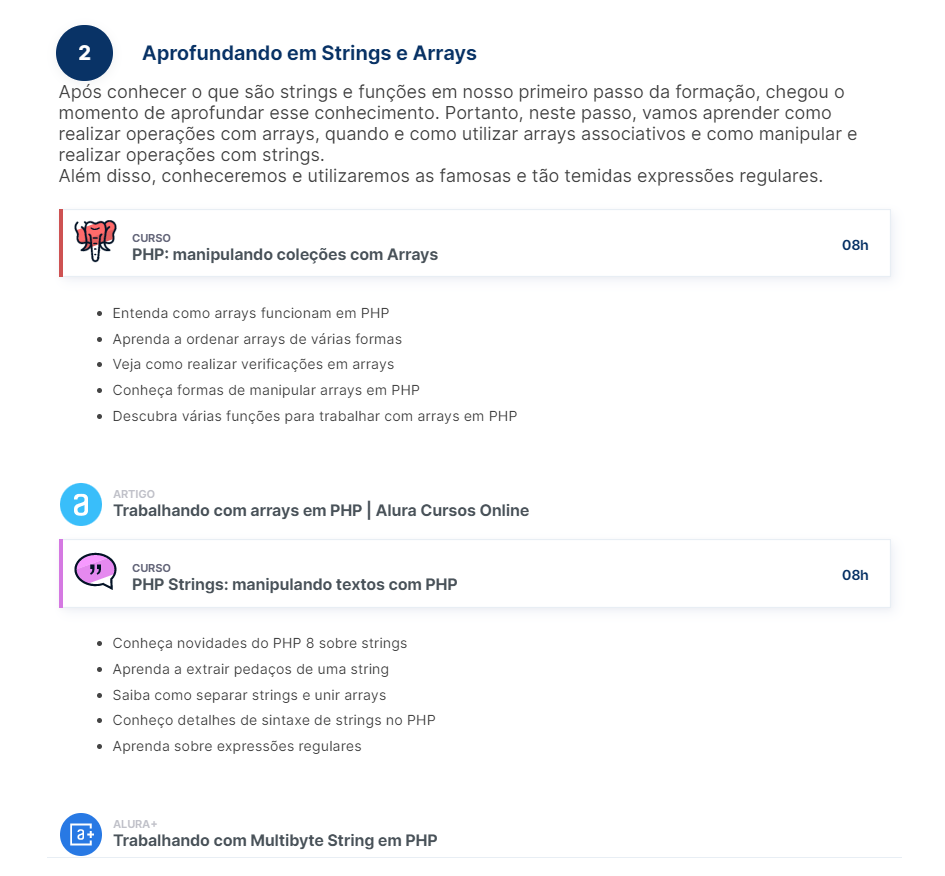 2
Aprofundando em Strings e Arrays
Após conhecer o que são strings e funções em nosso primeiro passo da formação, chegou o
momento de aprofundar esse conhecimento. Portanto, neste passo, vamos aprender como
realizar operações com arrays, quando e como utilizar arrays associativos e como manipular e
realizar operações com strings.
Além disso, conheceremos e utilizaremos as famosas e tão temidas expressões regulares.
CURSO
PHP: manipulando coleções com Arrays
08h
• Entenda como arrays funcionam em PHP
• Aprenda a ordenar arrays de várias formas
• Veja como realizar verificações em arrays
• Conheça formas de manipular arrays em PHP
• Descubra várias funções para trabalhar com arrays em PHP
a
ARTIGO
Trabalhando com arrays em PHP | Alura Cursos Online
CURSO
PHP Strings: manipulando textos com PHP
08h
• Conheça novidades do PHP 8 sobre strings
• Aprenda a extrair pedaços de uma string
• Saiba como separar strings e unir arrays
• Conheço detalhes de sintaxe de strings no PHP
• Aprenda sobre expressões regulares
a+
ALURA+
Trabalhando com Multibyte String em PHP